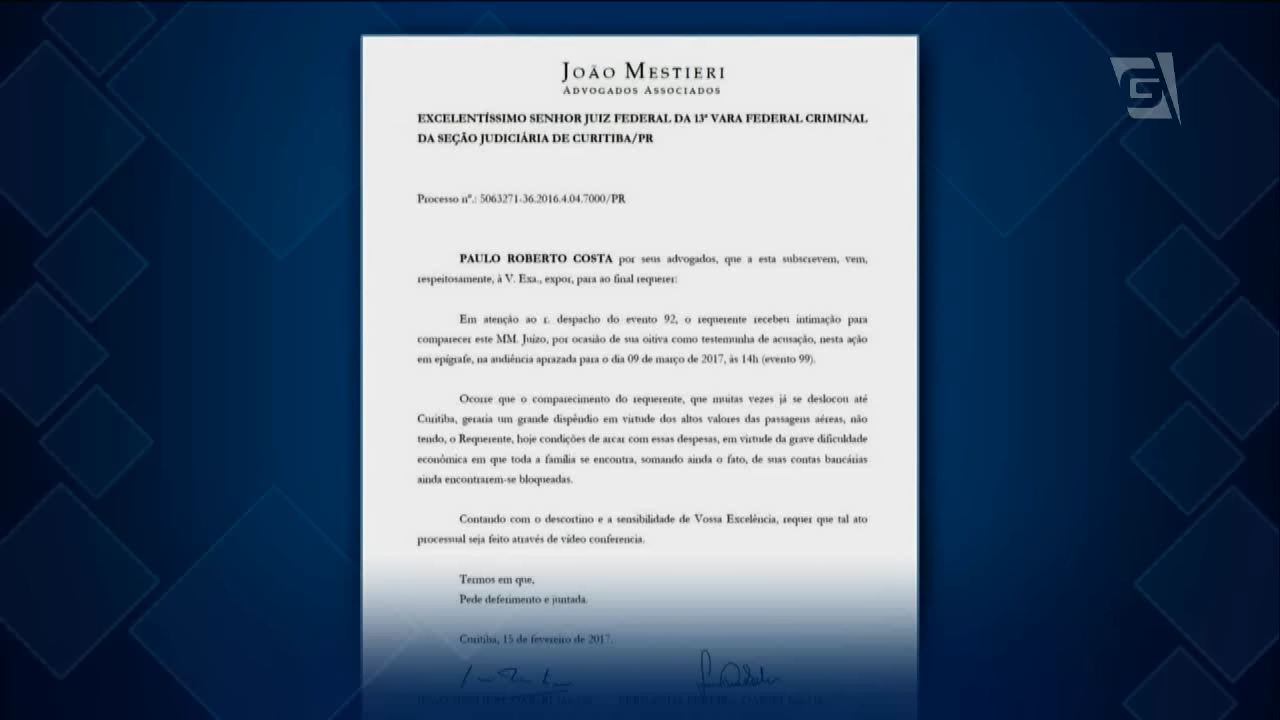 JOÃO MESTIERI
ADVOGADOS ASSOCIADOS
EXCELENTÍSSIMO SENHOR JUIZ FEDERAL DA 13ª VARA FEDERAL CRIMINAL
DA SEÇÃO JUDICIÁRIA DE CURITIBA/PR
Processo nº.: 5063271-36.2016.4.04.7000/PR
PAULO ROBERTO COSTA por seus advogados, que a esta subscrevem, vem,
respeitosamente, à V. Exa., expor, para ao final requerer:
Em atenção ao r. despacho do evento 92, o requerente recebeu intimação para
comparecer este MM. Juízo, por ocasião de sua oitiva como testemunha de acusação, nesta ação
em epígrafe, na audiência aprazada para o dia 09 de março de 2017, às 14h (evento 99).
Ocorre que o comparecimento do requerente, que muitas vezes já se deslocou até
Curitiba, geraria um grande dispêndio em virtude dos altos valores das passagens aéreas, não
tendo, o Requerente, hoje condições de arcar com essas despesas, em virtude da grave dificuldade
econômica em que toda a família se encontra, somando ainda o fato, de suas contas bancárias
ainda encontrarem-se bloqueadas.
Contando com o descortino e a sensibilidade de Vossa Excelência, requer que tal ato
processual seja feito através de vídeo conferencia.
Termos em que,
Pede deferimento e juntada.
Curitiba, 15 de fevereiro de 2017.